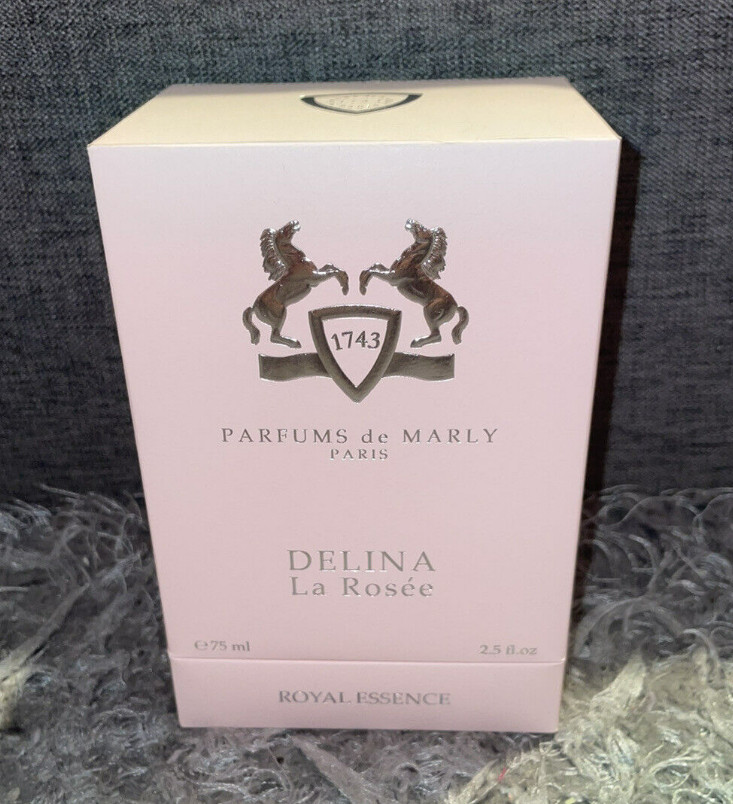 1743
PARFUMS de MARLY
PARIS
DELINA
La Rosée
℮75 ml 2.5 fl.oz
ROYAL ESSENCE